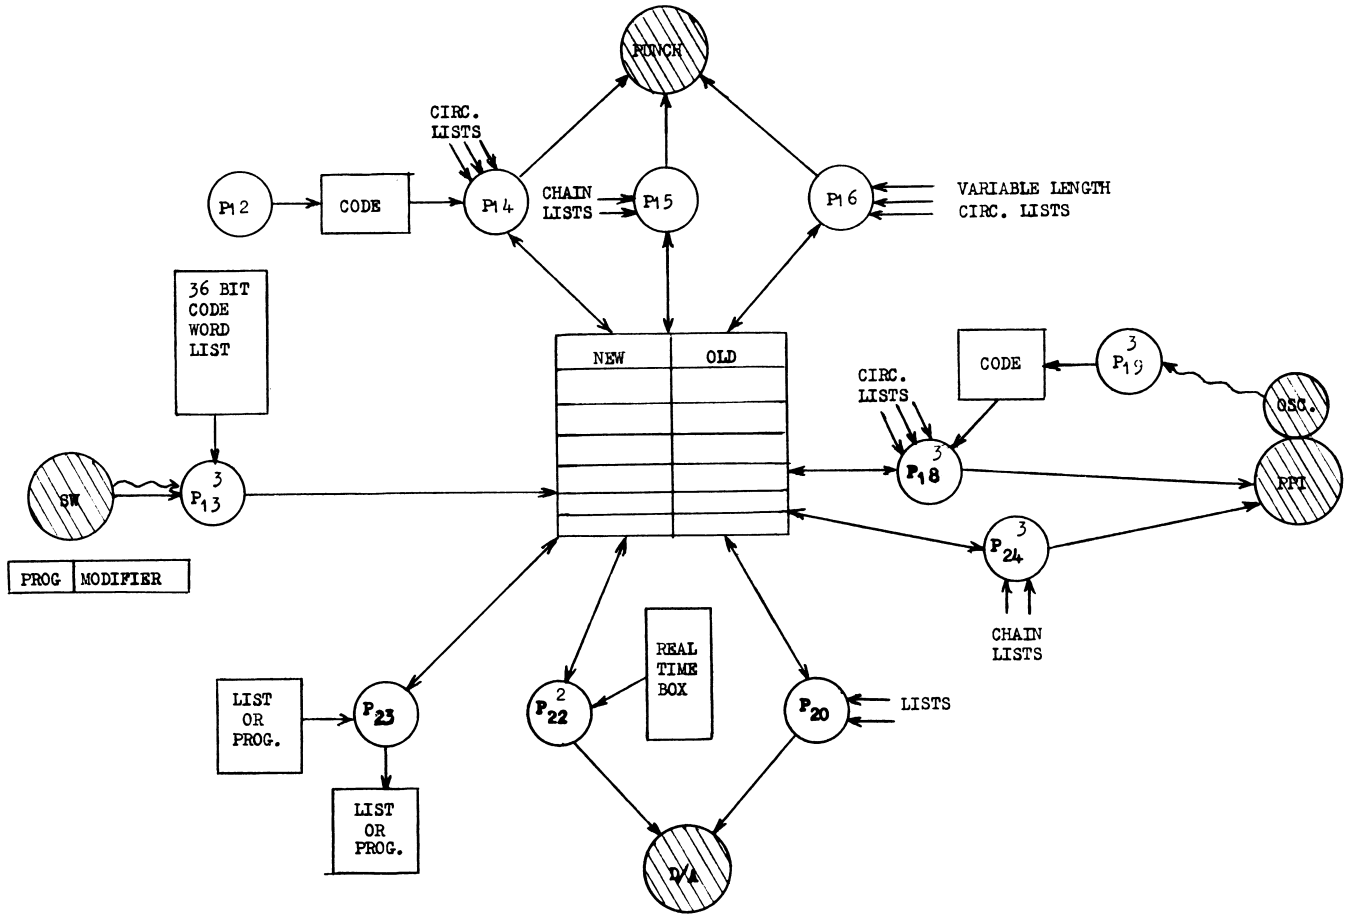 PUNCH
CIRC.
LISTS
P12
CODE
P14
CHAIN
LISTS
P15
P16
VARIABLE LENGTH
CIRC. LISTS
36 BIT
CODE
WORD
LIST
NEW
OLD
CIRC.
LISTS
CODE
3
P19
OSC.
SW
3
P13
3
P18
PPI
PROG
MODIFIER
3
P24
CHAIN
LISTS
LIST
OR
PROG.
P23
2
P22
REAL
TIME
BOX
P20
LISTS
LIST
OR
PROG.
D/A